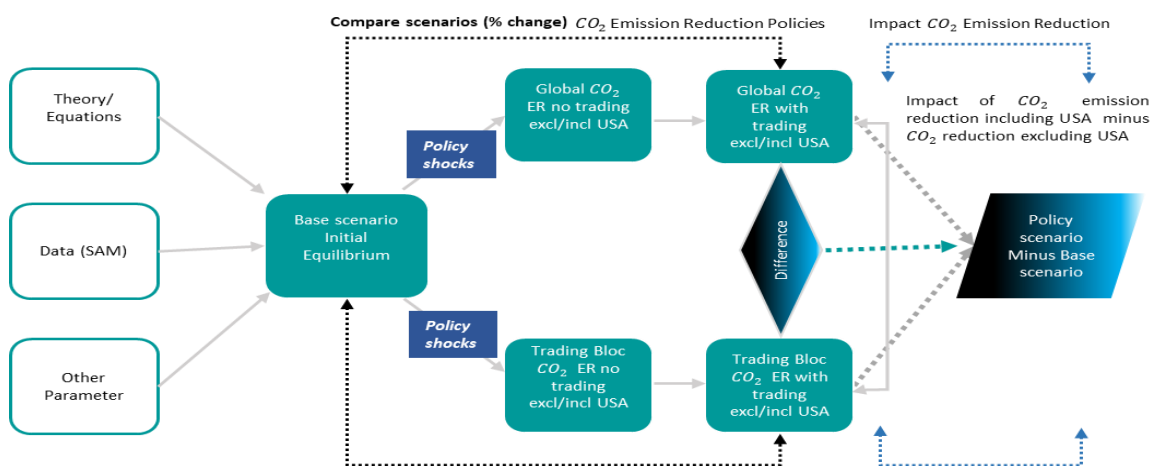 Compare scenarios (% change) CO₂ Emission Reduction Policies
Impact CO₂ Emission Reduction
Theory/
Equations
Data (SAM)
Other
Parameter
Base scenario
Initial
Equilibrium
Policy
shocks
Policy
shocks
Global CO₂
ER no trading
excl/incl USA
Global CO₂
ER with
trading
excl/incl USA
Difference
Trading Bloc
CO₂ ER no
trading
excl/incl USA
Trading Bloc
CO₂ ER with
trading
excl/incl USA
Impact of CO₂ emission
reduction including USA minus
CO₂ reduction excluding USA
Policy
scenario
Minus Base
scenario